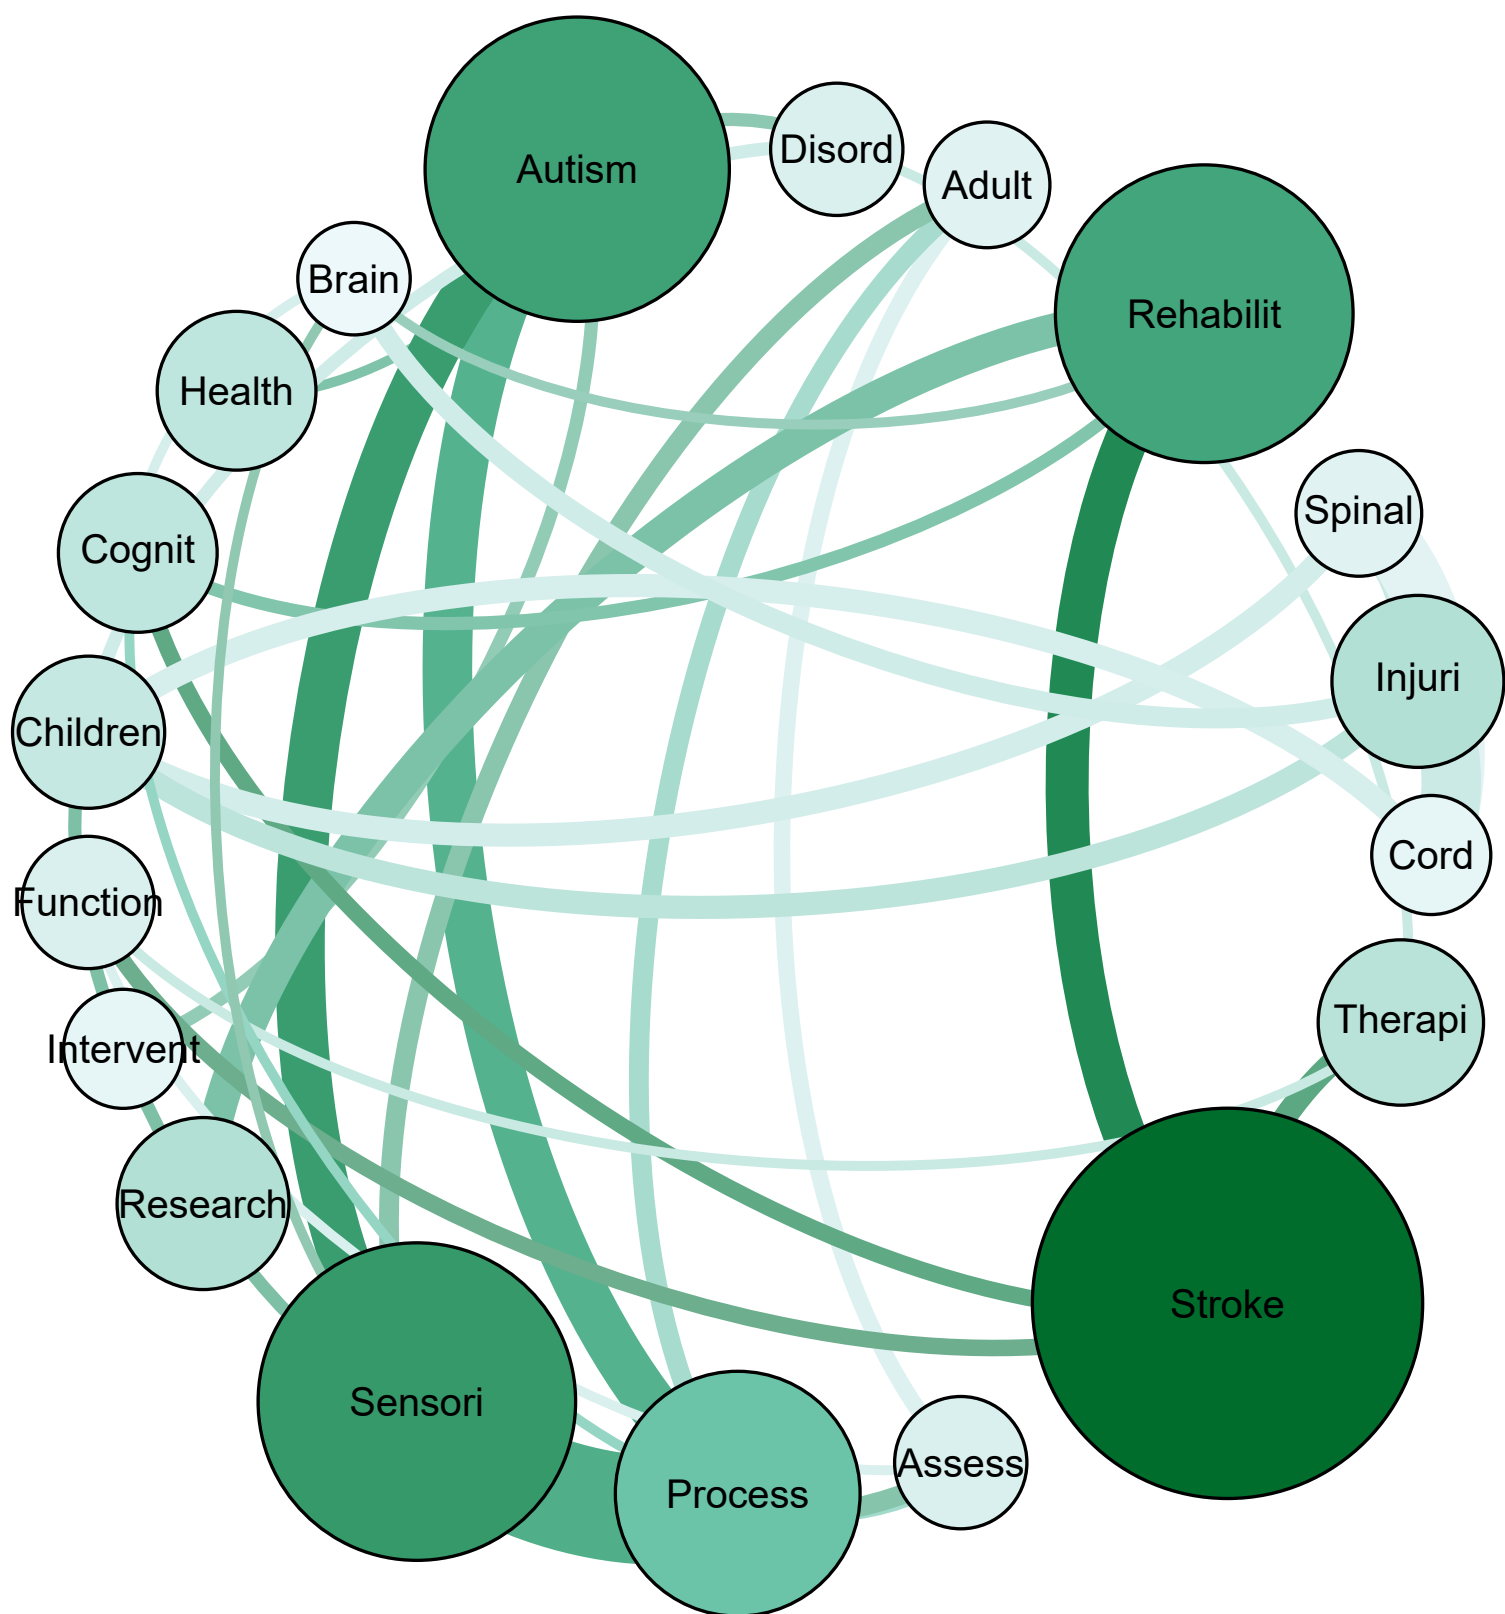 Autism
Disord
Adult
Brain
Rehabilit
Health
Spinal
Cognit
Injuri
Children
Cord
Function
Therapi
Intervent
Research
Stroke
Sensori
Assess
Process